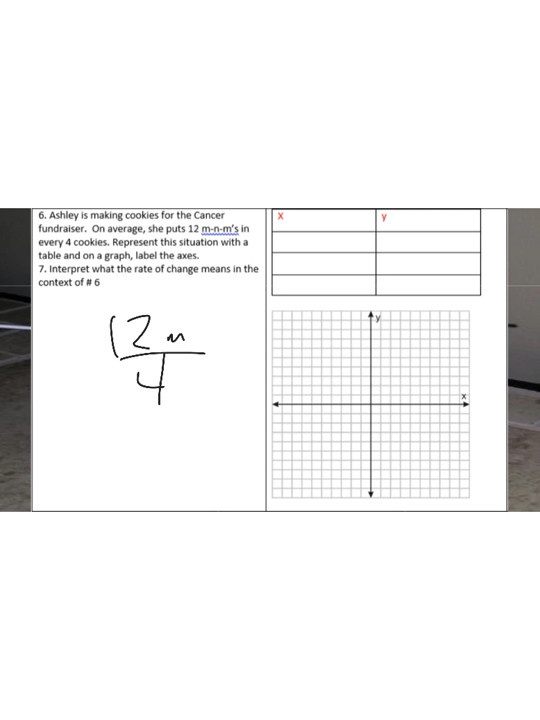 6. Ashley is making cookies for the Cancer
fundraiser. On average, she puts 12 m-n-m's in
every 4 cookies. Represent this situation with a
table and on a graph, label the axes.
7. Interpret what the rate of change means in the
context of # 6
x y
12 m
4
y
x